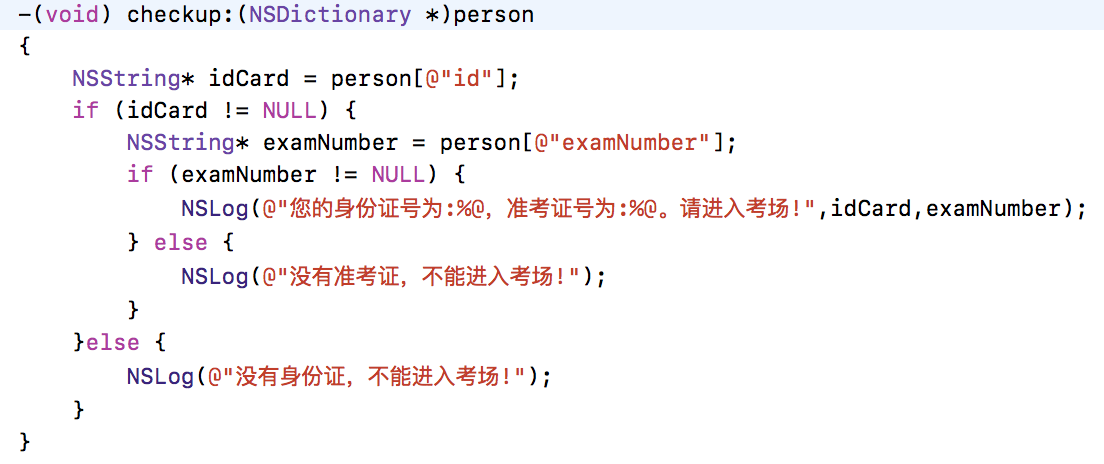 -(void) checkup:(NSDictionary *)person
{
    NSString* idCard = person[@"id"];
    if (idCard != NULL) {
        NSString* examNumber = person[@"examNumber"];
        if (examNumber != NULL) {
            NSLog(@"您的身份证号为:%@，准考证号为:%@。请进入考场!",idCard,examNumber);
        } else {
            NSLog(@"没有准考证，不能进入考场!");
        }
    }else {
        NSLog(@"没有身份证，不能进入考场!");
    }
}